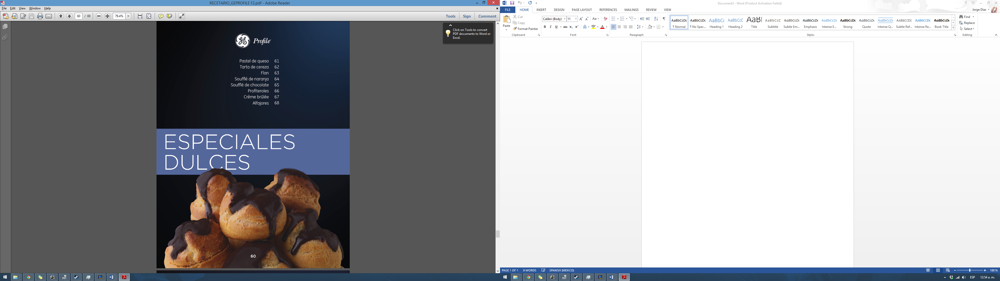 RECETARIO_GEPROFILE F2.pdf - Adobe Reader
File Edit View Window Help
60 / 69 79.4% Tools Sign Comment
Click on Tools to convert
PDF documents to Word or
Excel.
GE Profile
Pastel de queso 61
Tarta de cereza 62
Flan 63
Soufflé de naranja 64
Soufflé de chocolate 65
Profiteroles 66
Crème brûlée 67
Alfajores 68
ESPECIALES
DULCES
60
Document3 - Word (Product Activation Failed)
FILE HOME INSERT DESIGN PAGE LAYOUT REFERENCES MAILINGS REVIEW VIEW Jorge Diaz
Paste
Cut
Copy
Format Painter
Clipboard
Calibri (Body) 11
Font
Paragraph
AaBbCcDc AaBbCcDc AaBbCc AaBbCcD AaBl AaBbCcD AaBbCcDc AaBbCcDc AaBbCcDc AaBbCcDc AaBbCcDc AaBbCcDc AaBbCcDc AaBbCcDc AaBbCcDc
¶ Normal ¶ No Spac... Heading 1 Heading 2 Title Subtitle Subtle Em... Emphasis Intense E... Strong Quote Intense Q... Subtle Ref... Intense Re... Book Title
Styles
Find
Replace
Select
Editing
PAGE 1 OF 1 0 WORDS SPANISH (MEXICO) 100 %
ESP 12:54 a. m.